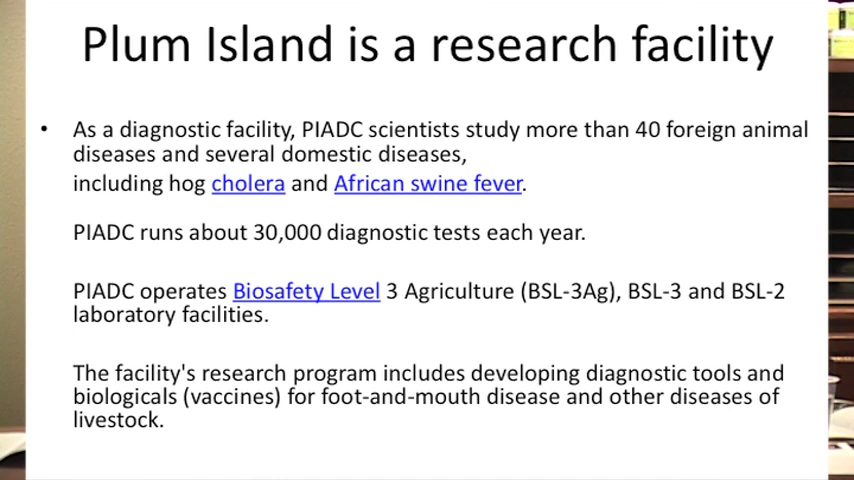 Plum Island is a research facility
• As a diagnostic facility, PIADC scientists study more than 40 foreign animal
diseases and several domestic diseases,
including hog cholera and African swine fever.
PIADC runs about 30,000 diagnostic tests each year.
PIADC operates Biosafety Level 3 Agriculture (BSL-3Ag), BSL-3 and BSL-2
laboratory facilities.
The facility's research program includes developing diagnostic tools and
biologicals (vaccines) for foot-and-mouth disease and other diseases of
livestock.